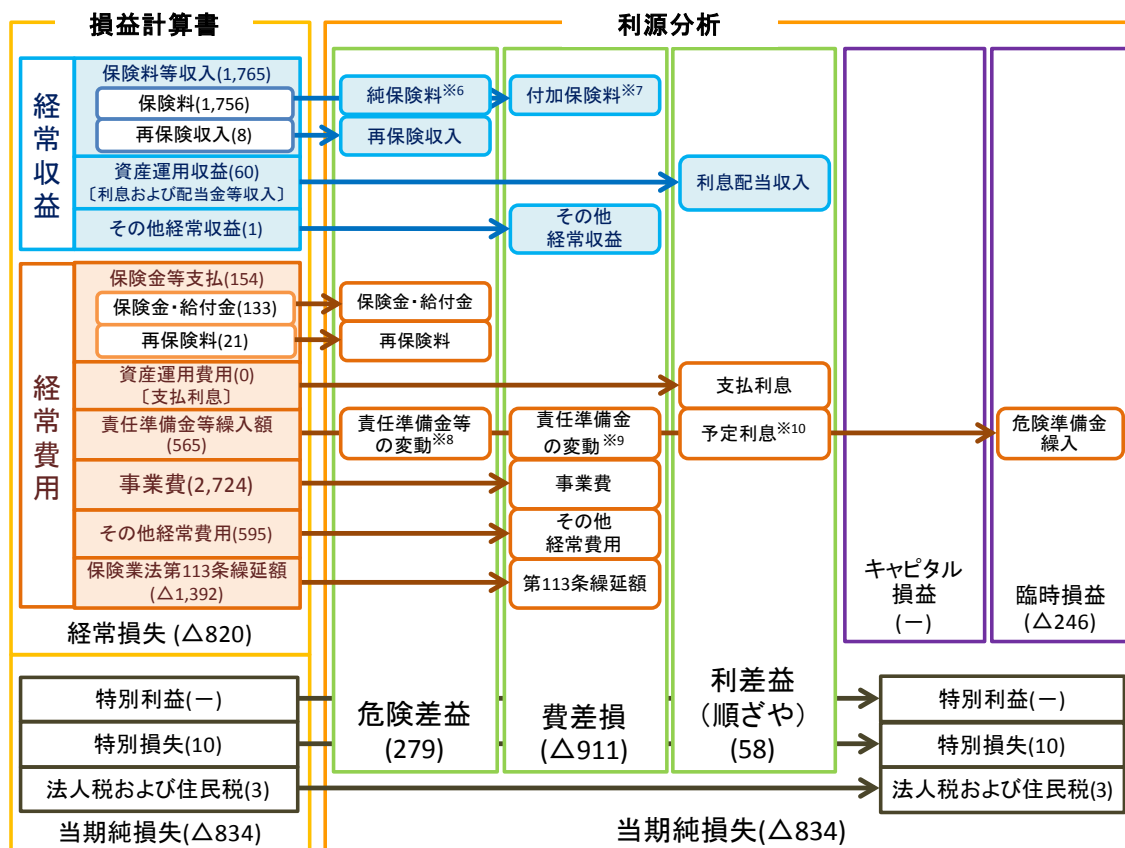 損益計算書
利源分析
経常収益
保険料等収入(1,765)
保険料(1,756)
再保険収入(8)
資産運用収益(60)
〔利息および配当金等収入〕
その他経常収益(1)
純保険料※6
付加保険料※7
再保険収入
利息配当収入
その他
経常収益
経常費用
保険金等支払(154)
保険金・給付金(133)
再保険料(21)
資産運用費用(0)
〔支払利息〕
責任準備金等繰入額
(565)
事業費(2,724)
その他経常費用(595)
保険業法第113条繰延額
(△1,392)
保険金・給付金
再保険料
支払利息
責任準備金等
の変動※8
責任準備金
の変動※9
予定利息※10
危険準備金
繰入
事業費
その他
経常費用
第113条繰延額
経常損失 (△820)
キャピタル
損益
(－)
臨時損益
(△246)
特別利益(－)
特別損失(10)
法人税および住民税(3)
当期純損失(△834)
危険差益
(279)
費差損
(△911)
利差益
（順ざや）
(58)
特別利益(－)
特別損失(10)
法人税および住民税(3)
当期純損失(△834)